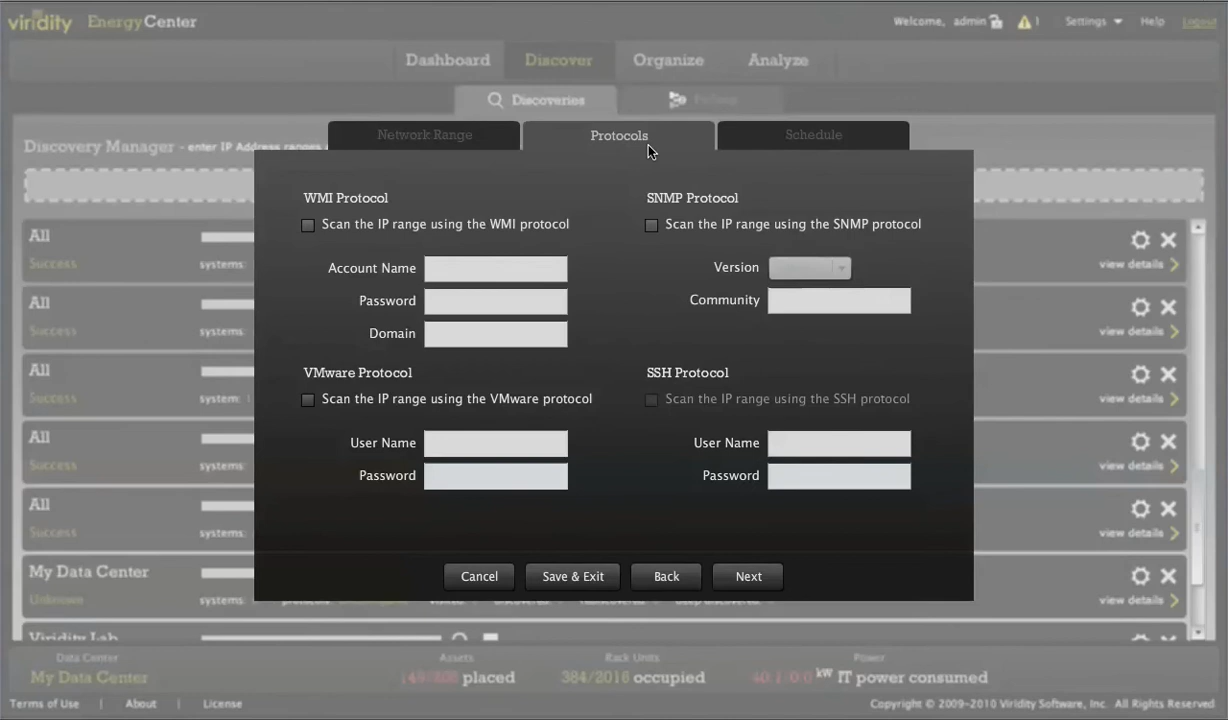 viridity EnergyCenter
Welcome, admin 1 Settings Help Logout
Dashboard Discover Organize Analyze
Discoveries
Network Range Protocols Schedule
Discovery Manager - enter IP Address ranges
WMI Protocol SNMP Protocol
Scan the IP range using the WMI protocol Scan the IP range using the SNMP protocol
Account Name Version
Password Community
Domain
VMware Protocol SSH Protocol
Scan the IP range using the VMware protocol Scan the IP range using the SSH protocol
User Name User Name
Password Password
Cancel Save & Exit Back Next
All
Success systems: view details
All
Success systems: view details
All
Success systems: view details
All
Success systems: view details
All
Success systems: view details
My Data Center
Unknown systems: view details
Viridity Lab
Data Center Assets Rack Units Power
My Data Center placed 384/2016 occupied kW IT power consumed
Terms of Use | About | License Copyright © 2009-2010 Viridity Software, Inc. All Rights Reserved